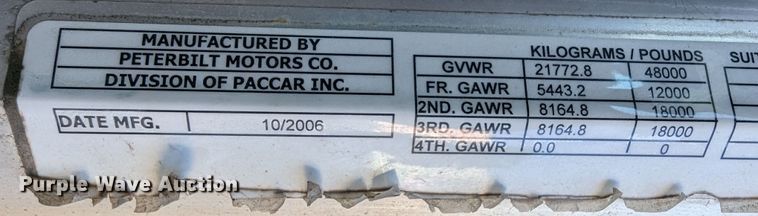 MANUFACTURED BY
PETERBILT MOTORS CO.
DIVISION OF PACCAR INC.
DATE MFG. 10/2006
KILOGRAMS / POUNDS
GVWR 21772.8 48000
FR. GAWR 5443.2 12000
2ND. GAWR 8164.8 18000
3RD. GAWR 8164.8 18000
4TH. GAWR 0.0 0
Purple Wave Auction